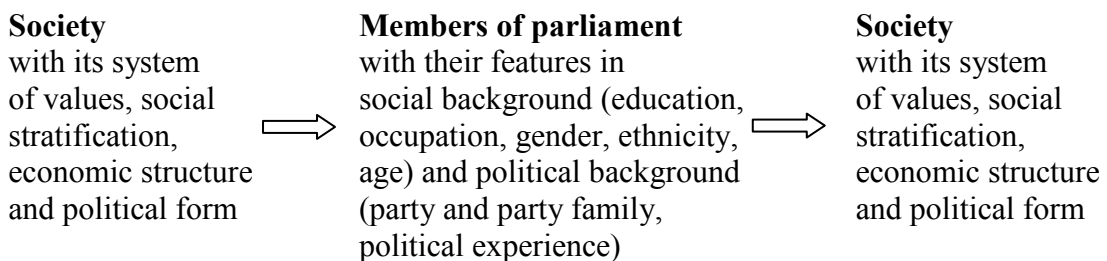 Society
with its system
of values, social
stratification,
economic structure
and political form
Members of parliament
with their features in
social background (education,
occupation, gender, ethnicity,
age) and political background
(party and party family,
political experience)
Society
with its system
of values, social
stratification,
economic structure
and political form